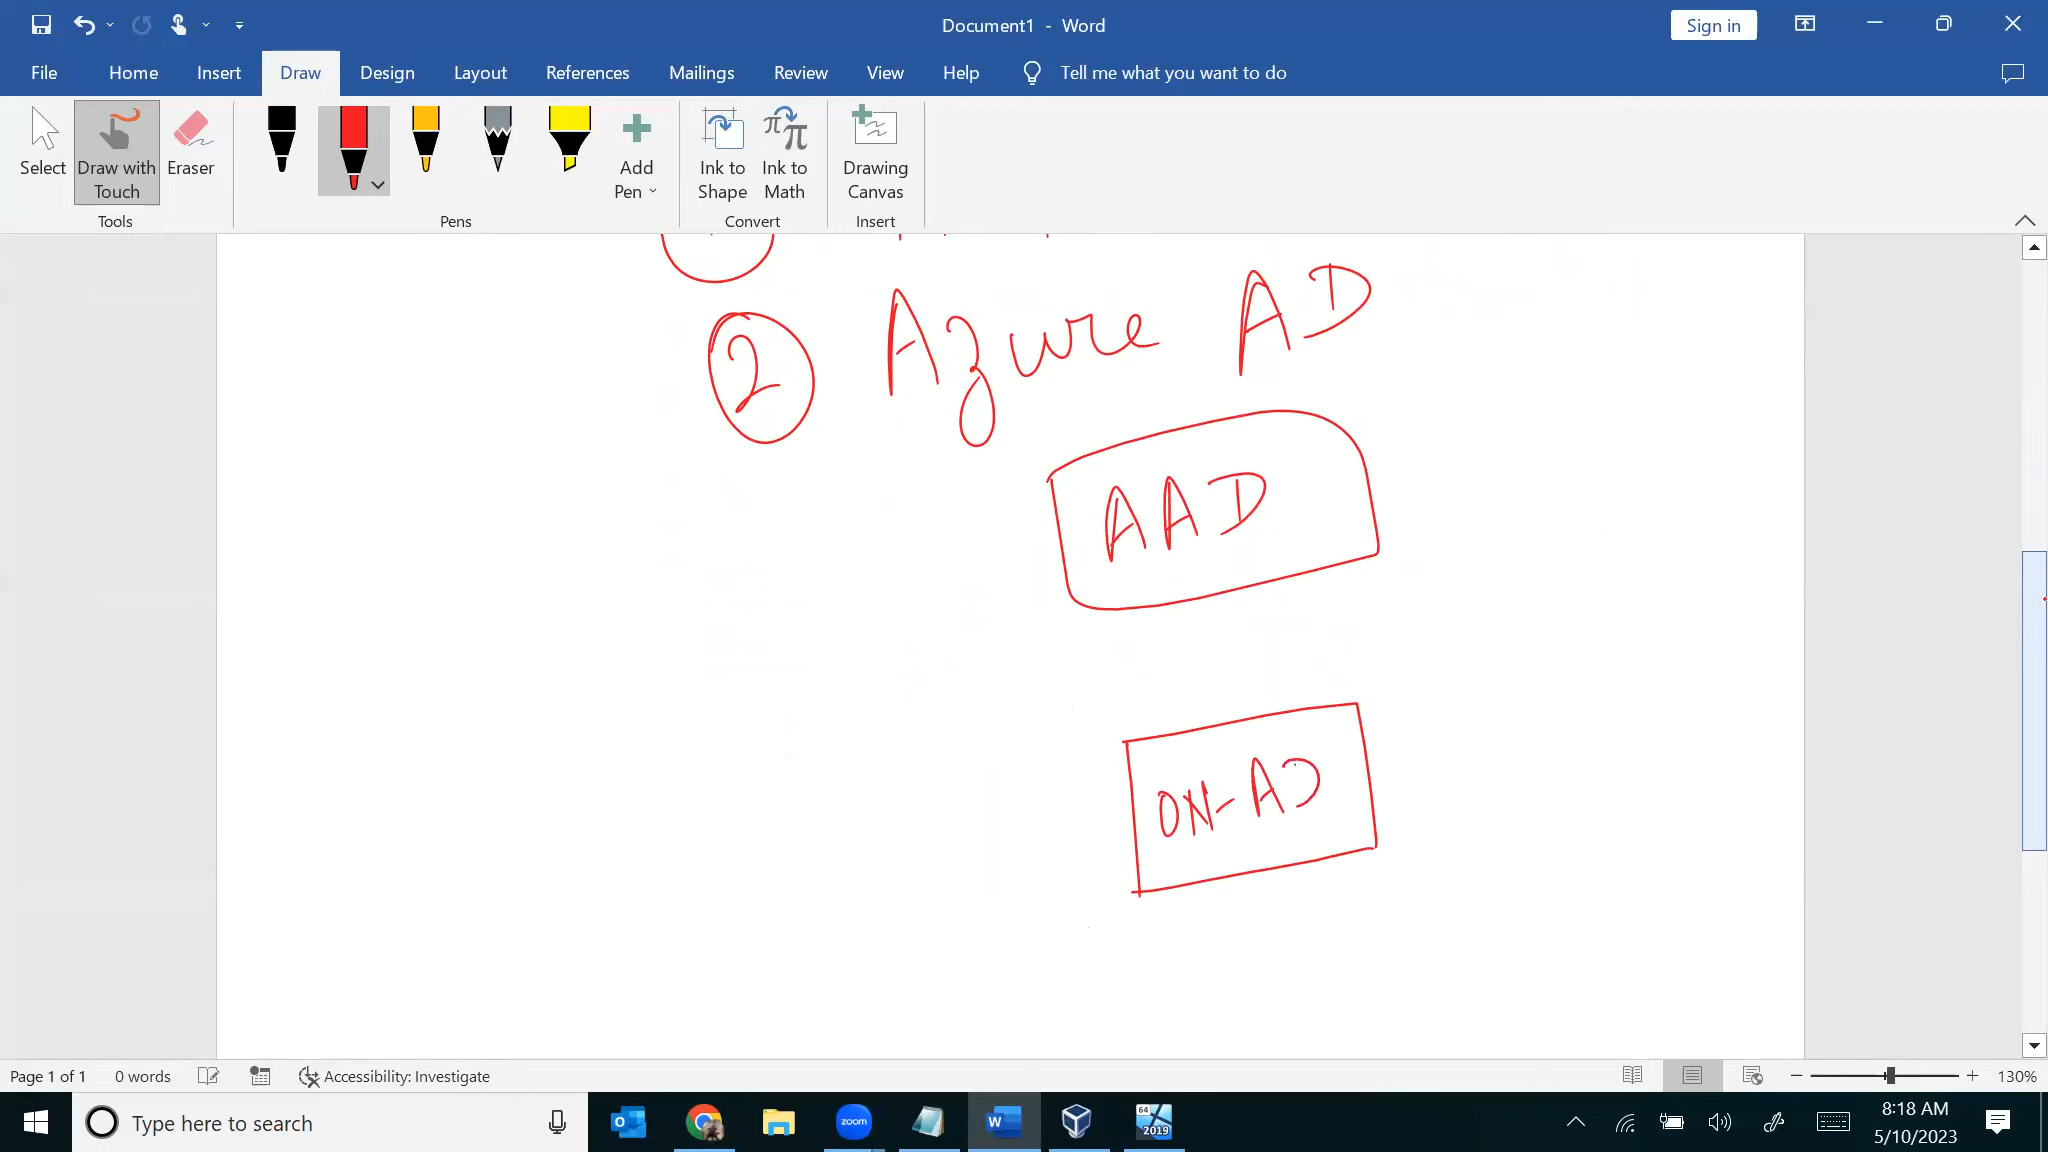 Document1 - Word
Sign in
File Home Insert Draw Design Layout References Mailings Review View Help Tell me what you want to do
Select Draw with Touch Eraser Add Pen Ink to Shape Ink to Math Drawing Canvas
Tools Pens Convert Insert
2 Azure AD
AAD
ON-AD
Page 1 of 1 0 words Accessibility: Investigate 130%
Type here to search
zoom
64
2019
8:18 AM
5/10/2023